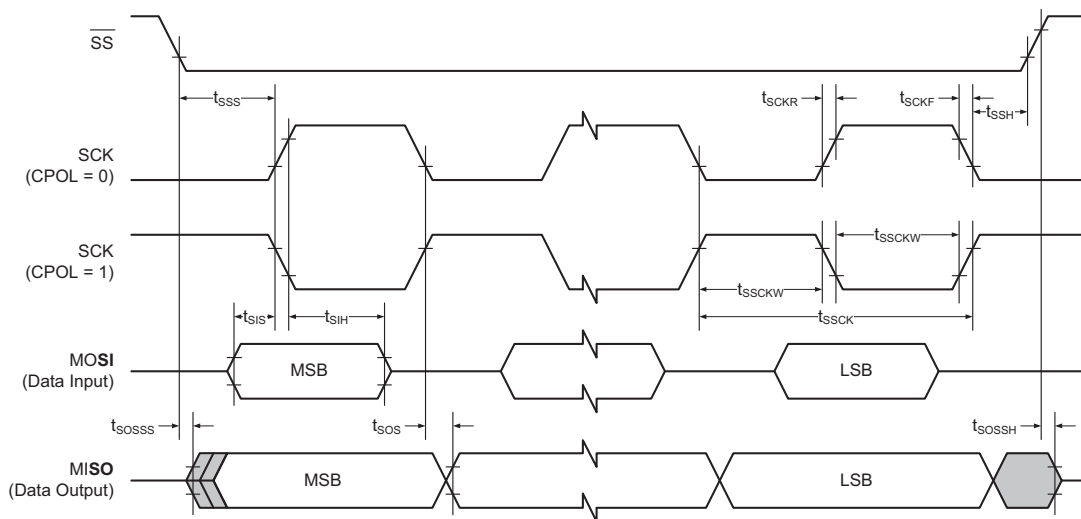 SS
tSSS
tSCKR
tSCKF
tSSH
SCK
(CPOL = 0)
SCK
(CPOL = 1)
tSSCKW
tSSCKW
tSSCK
tSIS
tSIH
MOSI
(Data Input)
MSB
LSB
tSOSSS
tSOS
tSOSSH
MISO
(Data Output)
MSB
LSB